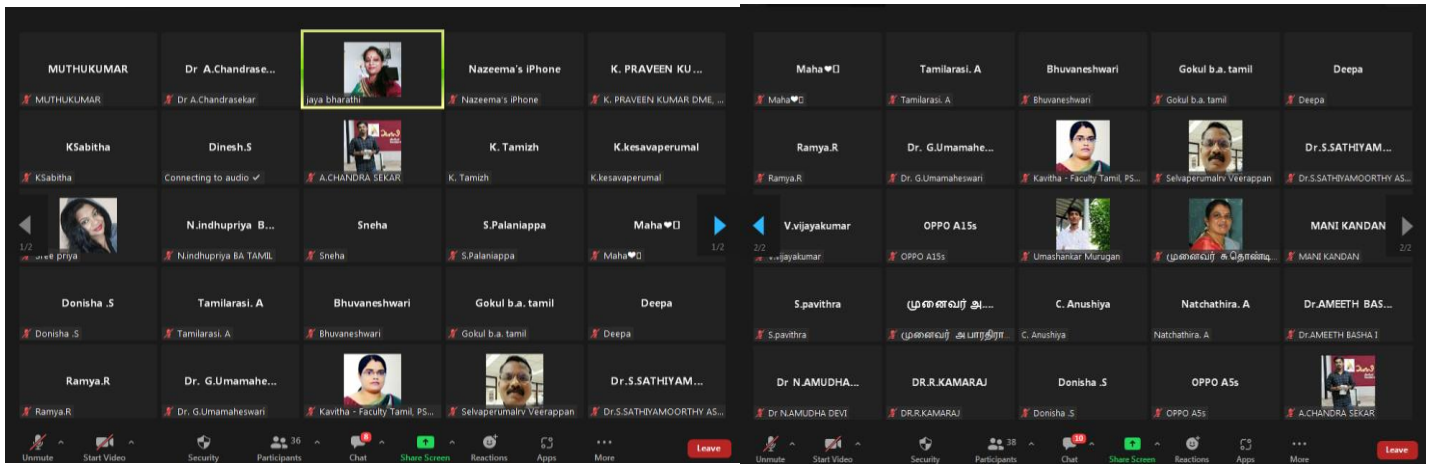 MUTHUKUMAR
MUTHUKUMAR
Dr A.Chandrase...
Dr A.Chandrasekar
jaya bharathi
Nazeema's iPhone
Nazeema's iPhone
K. PRAVEEN KU...
K. PRAVEEN KUMAR DME, ...
KSabitha
KSabitha
Dinesh.S
Connecting to audio ✓
A.CHANDRA SEKAR
K. Tamizh
K. Tamizh
K.kesavaperumal
K.kesavaperumal
1/2
Sree priya
N.indhupriya B...
N.indhupriya BA TAMIL
Sneha
Sneha
S.Palaniappa
S.Palaniappa
Maha❤▯
Maha❤▯
1/2
Donisha .S
Donisha .S
Tamilarasi. A
Tamilarasi. A
Bhuvaneshwari
Bhuvaneshwari
Gokul b.a. tamil
Gokul b.a. tamil
Deepa
Deepa
Ramya.R
Ramya.R
Dr. G.Umamahe...
Dr. G.Umamaheswari
Kavitha - Faculty Tamil, PS...
Selvaperumalrv Veerappan
Dr.S.SATHIYAM...
Dr.S.SATHIYAMOORTHY AS...
Unmute
Start Video
Security
36
Participants
8
Chat
Share Screen
Reactions
Apps
More
Leave
Maha❤▯
Maha❤▯
Tamilarasi. A
Tamilarasi. A
Bhuvaneshwari
Bhuvaneshwari
Gokul b.a. tamil
Gokul b.a. tamil
Deepa
Deepa
Ramya.R
Ramya.R
Dr. G.Umamahe...
Dr. G.Umamaheswari
Kavitha - Faculty Tamil, PS...
Selvaperumalrv Veerappan
Dr.S.SATHIYAM...
Dr.S.SATHIYAMOORTHY AS...
2/2
V.vijayakumar
V.vijayakumar
OPPO A15s
OPPO A15s
Umashankar Murugan
முனைவர் சு தொண்டி...
MANI KANDAN
MANI KANDAN
2/2
S.pavithra
S.pavithra
முனைவர் அ....
முனைவர் அ.பாரதிரா...
C. Anushiya
C. Anushiya
Natchathira. A
Natchathira. A
Dr.AMEETH BAS...
Dr.AMEETH BASHA I
Dr N.AMUDHA...
Dr N.AMUDHA DEVI
DR.R.KAMARAJ
DR.R.KAMARAJ
Donisha .S
Donisha .S
OPPO A5s
OPPO A5s
A.CHANDRA SEKAR
Unmute
Start Video
Security
38
Participants
10
Chat
Share Screen
Reactions
Apps
More
Leave